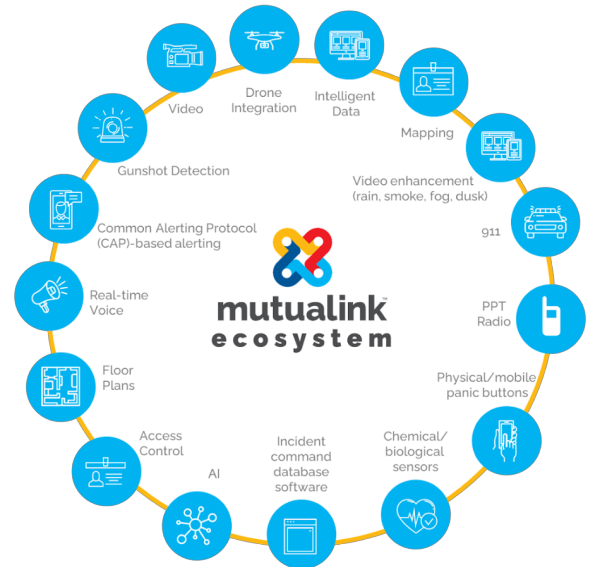 Video
Drone
Integration
Intelligent
Data
Mapping
Video enhancement
(rain, smoke, fog, dusk)
911
PPT
Radio
Physical/mobile
panic buttons
Chemical/
biological
sensors
Incident
command
database
software
AI
Access
Control
Floor
Plans
Real-time
Voice
Common Alerting Protocol
(CAP)-based alerting
Gunshot Detection
mutualink™
ecosystem